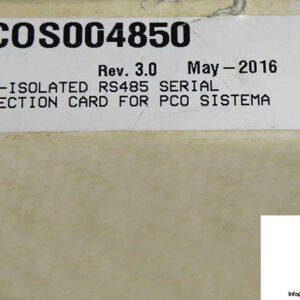 COS004850
Rev. 3.0 May-2016
-ISOLATED RS485 SERIAL
ECTION CARD FOR PCO SISTEMA